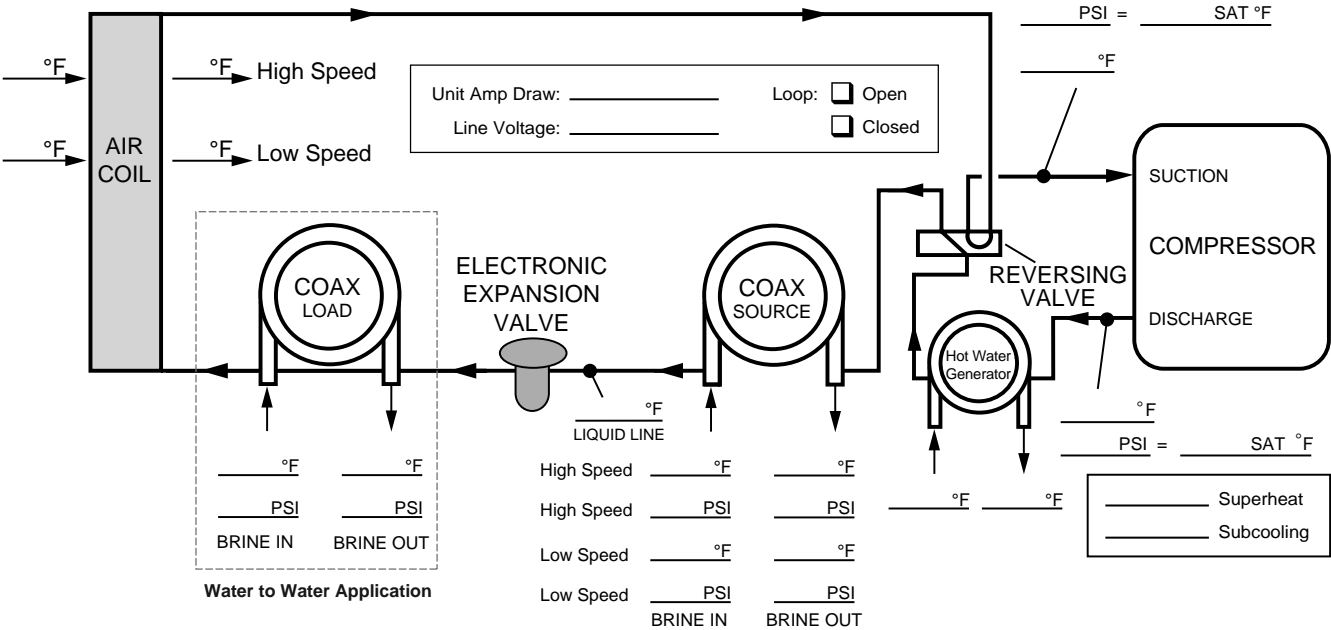 PSI = SAT °F
°F
°F °F High Speed
°F °F Low Speed
AIR
COIL
Unit Amp Draw: Loop: Open
Line Voltage: Closed
SUCTION
COMPRESSOR
DISCHARGE
REVERSING
VALVE
COAX
LOAD
ELECTRONIC
EXPANSION
VALVE
COAX
SOURCE
Hot Water
Generator
°F
LIQUID LINE
°F
PSI = SAT °F
°F °F
PSI PSI
BRINE IN BRINE OUT
Water to Water Application
High Speed °F °F
High Speed PSI PSI
Low Speed °F °F
Low Speed PSI PSI
BRINE IN BRINE OUT
°F °F
Superheat
Subcooling